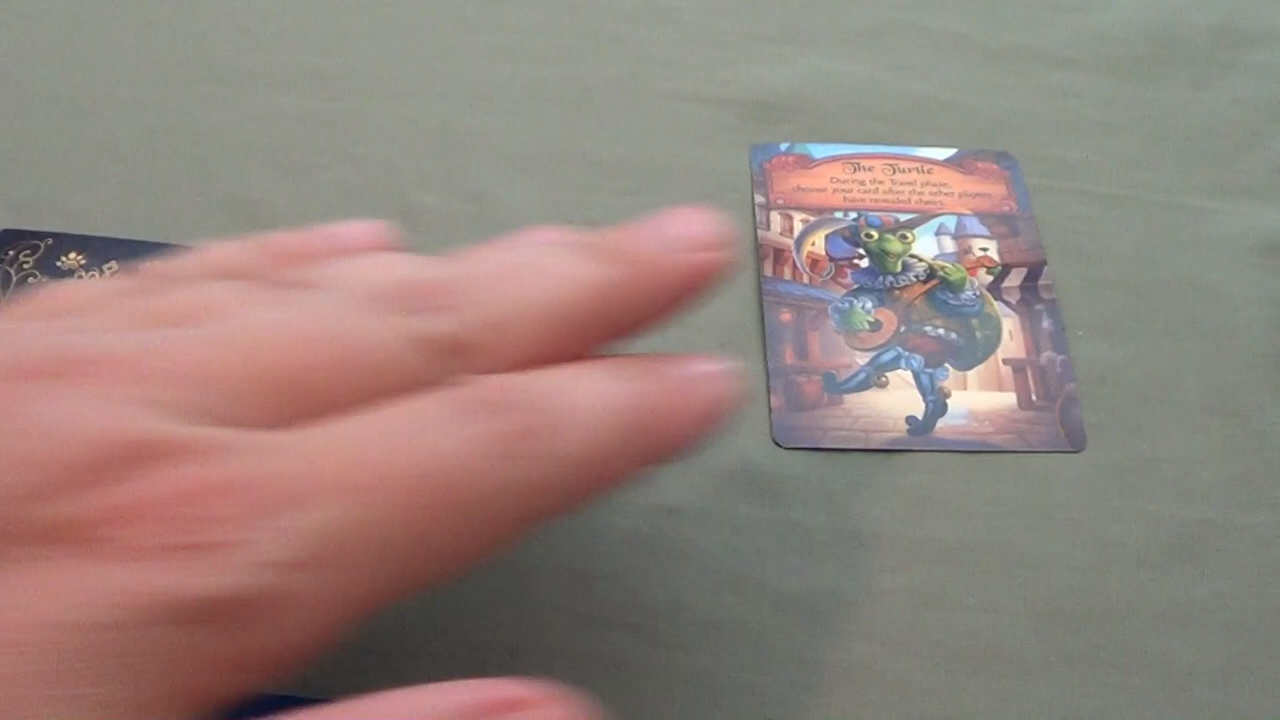 The Turtle
During the Travel phase,
choose your card after the other players
have revealed theirs.